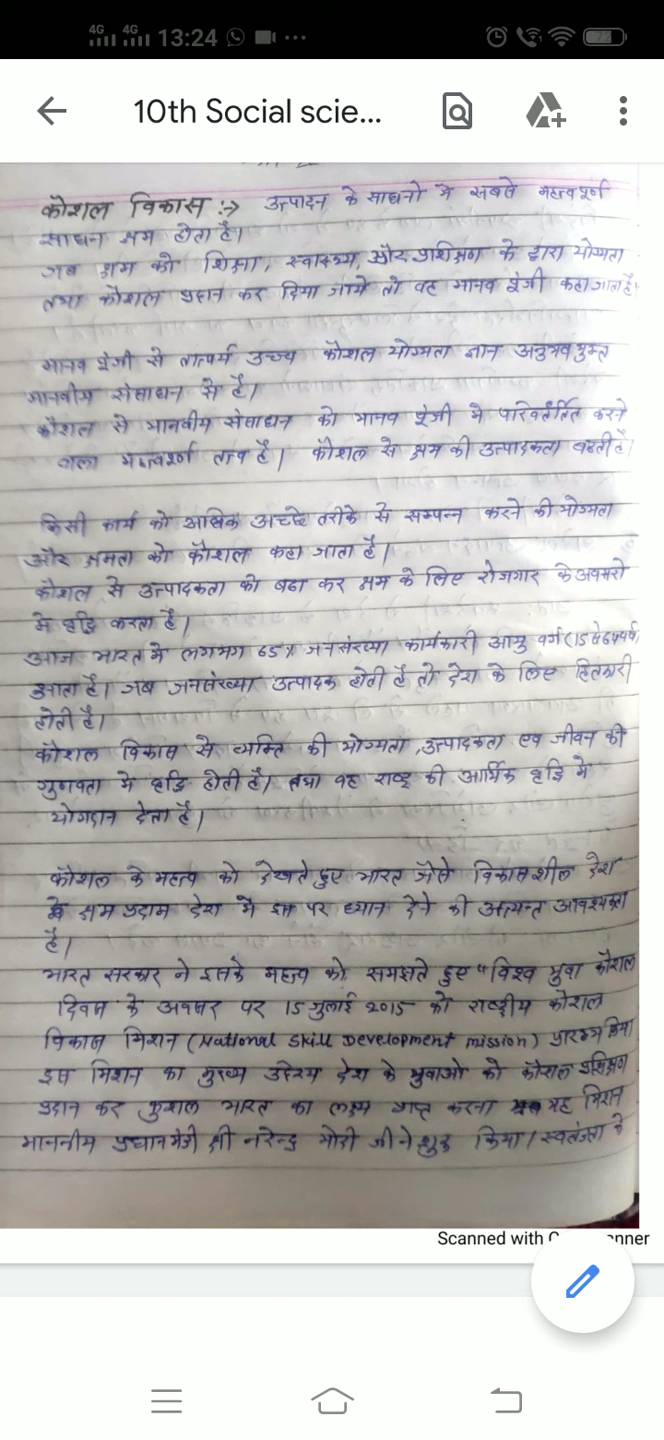 4G 4G 13:24
10th Social scie...
कौशल विकास :→ उत्पादन के साधनो मे सबसे महत्वपूर्ण
साधन श्रम होता है।
जब श्रम को शिक्षा, स्वास्थ्य, और प्रशिक्षण के द्वारा योग्यता
तथा कौशल प्रदान कर दिया जाये तो वह मानव पूंजी कहा जाता है।
मानव पूंजी से तात्पर्य उच्च कौशल योग्यता ज्ञान अनुभव युक्त
मानवीय संसाधन से है।
कौशल से मानवीय संसाधन को मानव पूंजी मे परिवर्तित करने
वाला महत्वपूर्ण तत्व है। कौशल से श्रम की उत्पादकता बढती है
किसी कार्य को अधिक अच्छे तरीके से सम्पन्न करने की योग्यता
और क्षमता को कौशल कहा जाता है।
कौशल से उत्पादकता को बढा कर श्रम के लिए रोजगार के अवसरो
मे वृद्धि करता है।
आज भारत मे लगभग 65% जनसंख्या कार्यकारी आयु वर्ग (15 से 64 वर्ष)
आता है। जब जनसंख्या उत्पादक होती है तो देश के लिए हितकारी
होती है।
कौशल विकास से व्यक्ति की योग्यता, उत्पादकता एव जीवन की
गुणवता मे वृद्धि होती है। तथा वह राष्ट्र की आर्थिक वृद्धि मे
योगदान देता है।
कौशल के महत्व को देखते हुए भारत जैसे विकासशील देश
श्रम प्रदान देश मे इस पर ध्यान देने की अत्यन्त आवश्यकता
है।
भारत सरकार ने इसके महत्व को समझते हुए "विश्व युवा कौशल
दिवस के अवसर पर 15 जुलाई 2015 को राष्ट्रीय कौशल
विकास मिशन (National Skill Development mission) प्रारम्भ किया
इस मिशन का मुख्य उद्देश्य देश के युवाओ को कौशल प्रशिक्षण
प्रदान कर कुशल भारत का लक्ष्य प्राप्त करना यह मिशन
माननीय प्रधानमंत्री श्री नरेन्द्र मोदी जी ने शुरू किया। स्वतंत्रता के
Scanned with